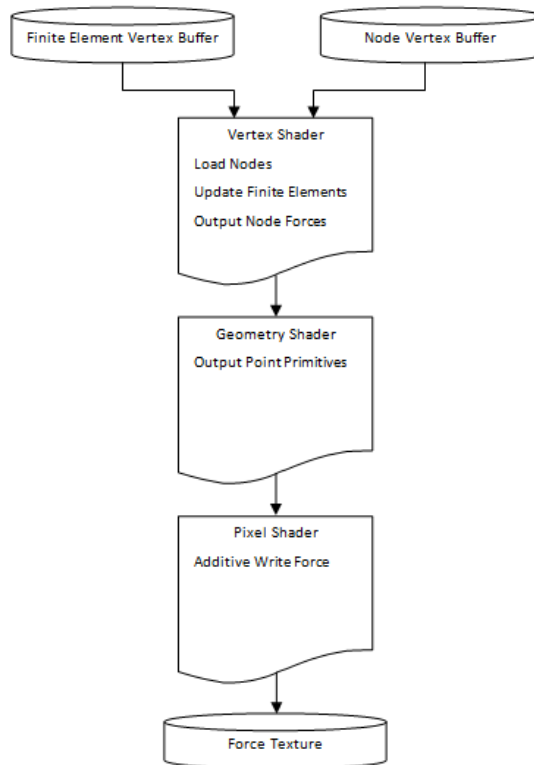 Finite Element Vertex Buffer
Node Vertex Buffer
Vertex Shader
Load Nodes
Update Finite Elements
Output Node Forces
Geometry Shader
Output Point Primitives
Pixel Shader
Additive Write Force
Force Texture